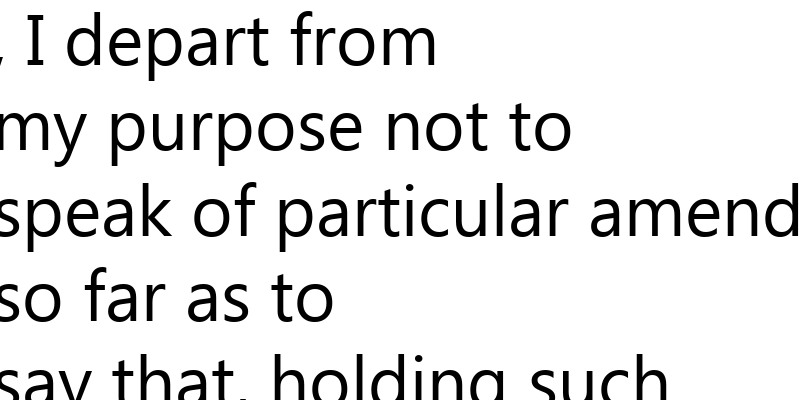 , I depart from
my purpose not to
speak of particular amend
so far as to
say that, holding such